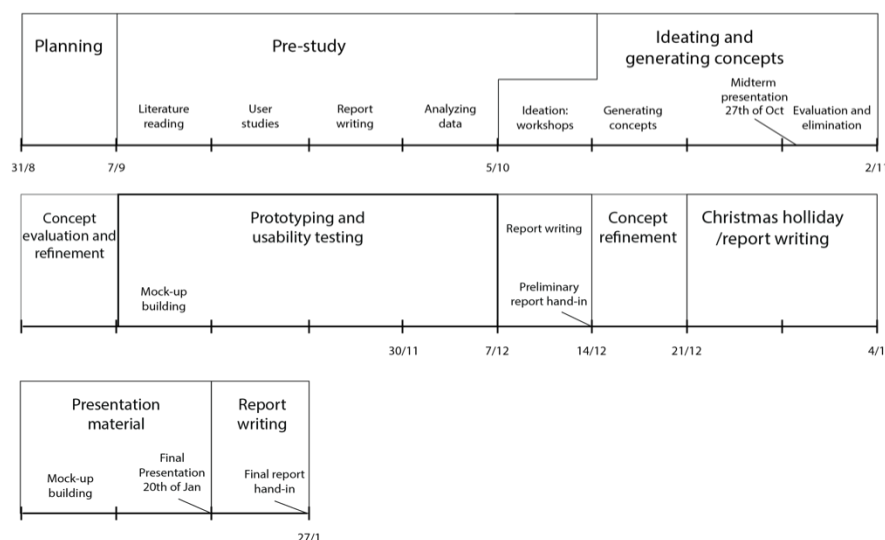 Planning
Pre-study
Ideating and
generating concepts
Literature
reading
User
studies
Report
writing
Analyzing
data
Ideation:
workshops
Generating
concepts
Midterm
presentation
27th of Oct
Evaluation and
elimination
31/8
7/9
5/10
2/1
Concept
evaluation and
refinement
Prototyping and
usability testing
Mock-up
building
Report writing
Preliminary
report hand-in
Concept
refinement
Christmas holliday
/report writing
30/11
7/12
14/12
21/12
4/1
Presentation
material
Mock-up
building
Final
Presentation
20th of Jan
Report
writing
Final report
hand-in
27/1